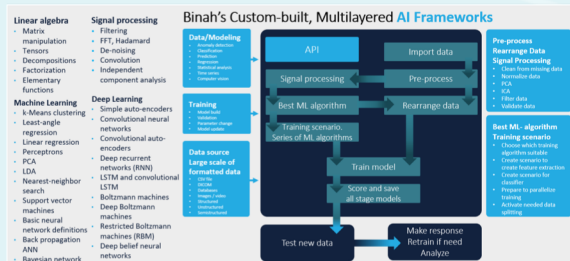 Binah's Custom-built, Multilayered AI Frameworks
Linear algebra
• Matrix
manipulation
• Tensors
• Decompositions
• Factorization
• Elementary
functions
Machine Learning
• k-Means clustering
• Least-angle
regression
• Linear regression
• Perceptrons
• PCA
• LDA
• Nearest-neighbor
search
• Support vector
machines
• Basic neural
network definitions
• Back propagation
ANN
• Bayesian network
Signal processing
• Filtering
• FFT, Hadamard
• De-noising
• Convolution
• Independent
component analysis
Deep Learning
• Simple auto-encoders
• Convolutional neural
networks
• Convolutional auto-
encoders
• Deep recurrent
networks (RNN)
• LSTM and convolutional
LSTM
• Boltzmann machines
• Deep Boltzmann
machines
• Restricted Boltzmann
machines (RBM)
• Deep belief neural
networks
Data/Modeling
• Anomaly detection
• Classification
• Prediction
• Regression
• Statistical analysis
• Time series
• Computer vision
Training
• Model build
• Validation
• Parameter change
• Model update
Data source
Large scale of
formatted data
• CSV file
• DICOM
• Databases
• Images / video
• Structured
• Unstructured
• Semistructured
API
Import data
Signal processing
Pre-process
Best ML algorithm
Rearrange data
Training scenario.
Series of ML algorithms
Train model
Score and save
all stage models
Test new data
Make response
Retrain if need
Analyze
Pre-process
Rearrange Data
Signal Processing
• Clean from missing data
• Normalize data
• PCA
• ICA
• Filter data
• Validate data
Best ML- algorithm
Training scenario
• Choose which training
algorithm suitable
• Create scenario to
create feature extraction
• Create scenario for
classifier
• Prepare to parallelize
training
• Activate needed data
splitting